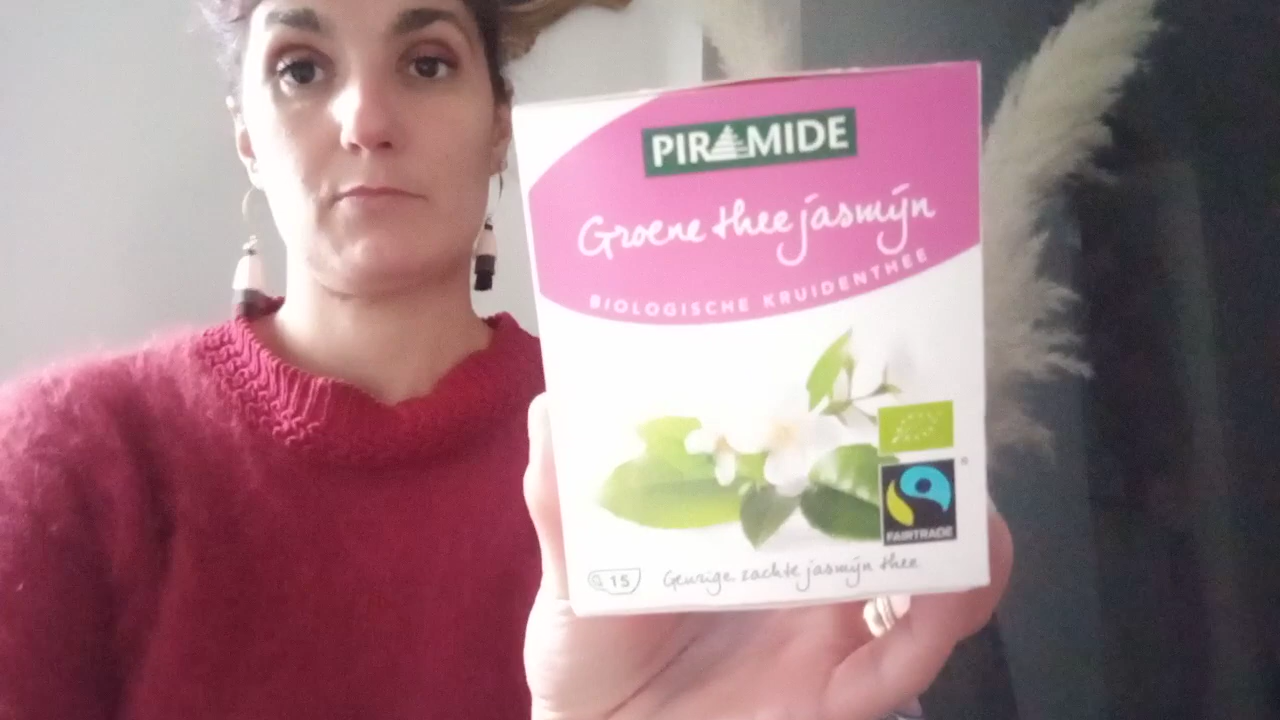 PIRAMIDE
Groene thee jasmijn
BIOLOGISCHE KRUIDENTHEE
FAIRTRADE
15
Geurige zachte jasmijn thee